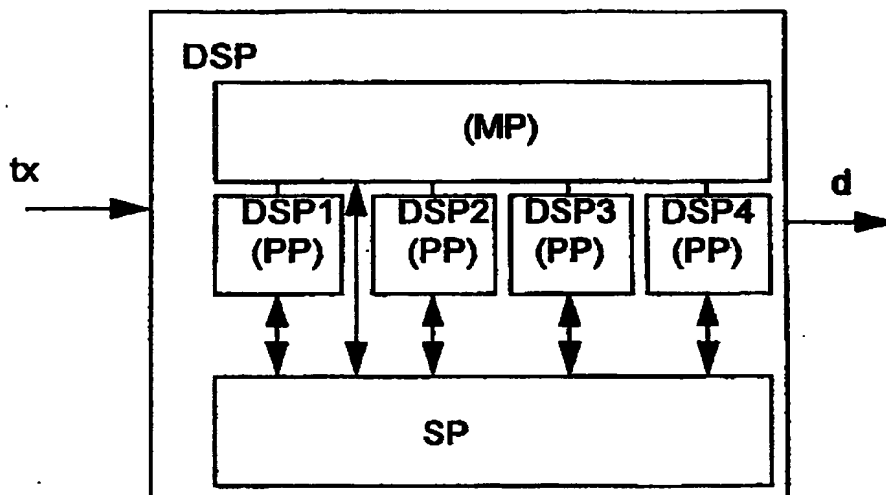 DSP
(MP)
tx
d
DSP1 DSP2 DSP3 DSP4
(PP) (PP) (PP) (PP)
SP